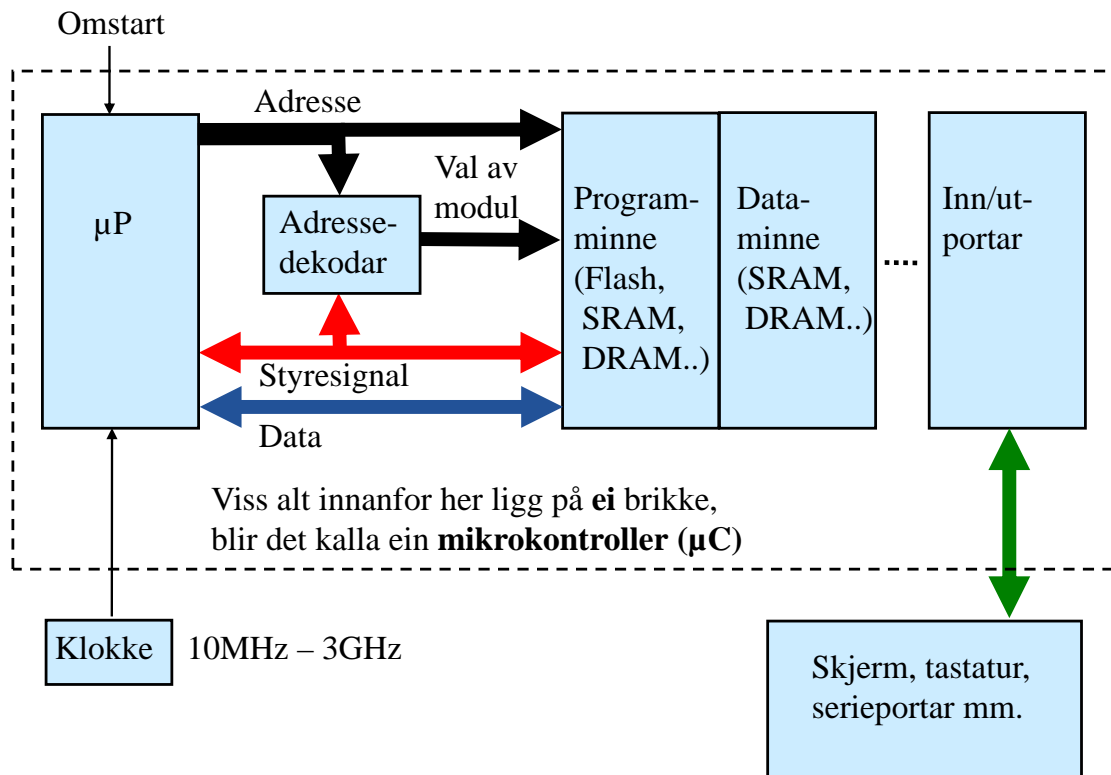 Omstart
Adresse
µP
Val av
modul
Adresse-
dekodar
Program-
minne
(Flash,
SRAM,
DRAM..)
Data-
minne
(SRAM,
DRAM..)
.....
Inn/ut-
portar
Styresignal
Data
Viss alt innanfor her ligg på ei brikke,
blir det kalla ein mikrokontroller (µC)
Klokke
10MHz – 3GHz
Skjerm, tastatur,
serieportar mm.